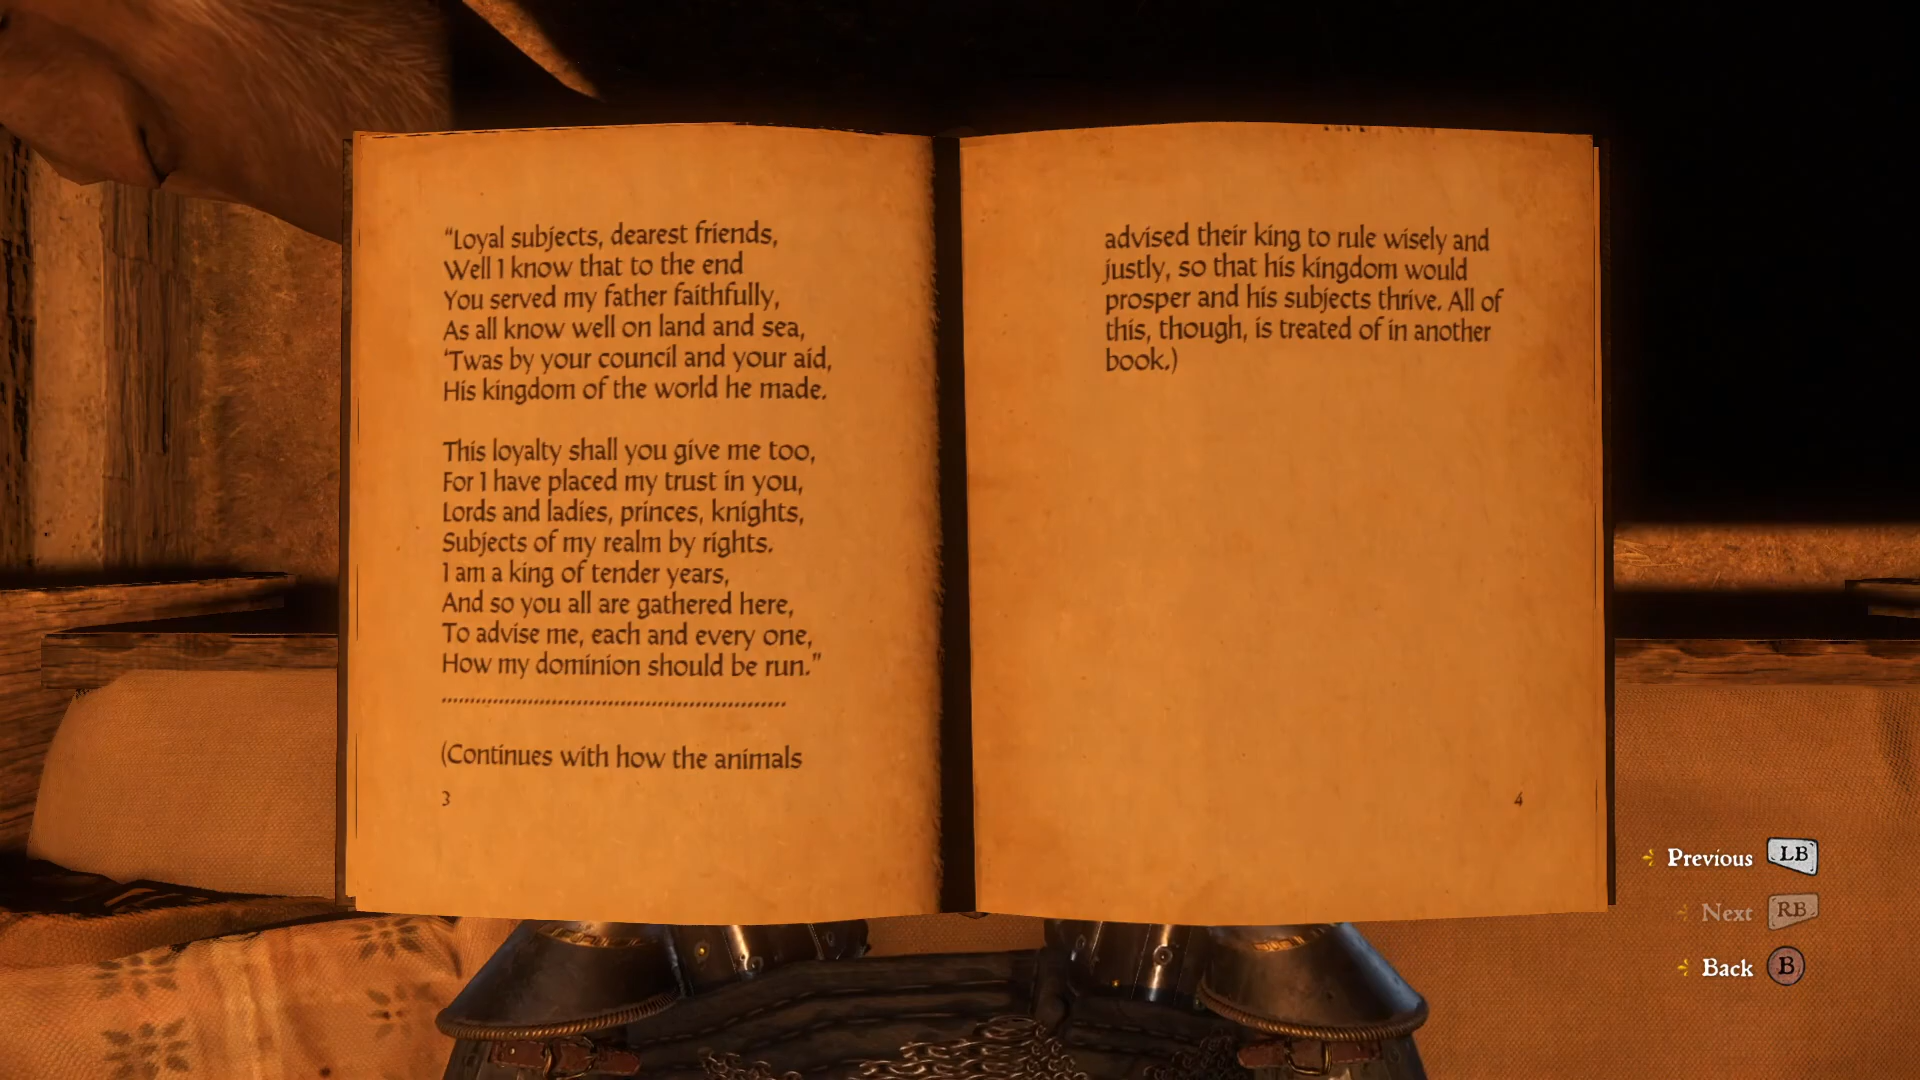 “Loyal subjects, dearest friends,
Well I know that to the end
You served my father faithfully,
As all know well on land and sea,
‘Twas by your council and your aid,
His kingdom of the world he made.
This loyalty shall you give me too,
For I have placed my trust in you,
Lords and ladies, princes, knights,
Subjects of my realm by rights.
I am a king of tender years,
And so you all are gathered here,
To advise me, each and every one,
How my dominion should be run.”
(Continues with how the animals
3
advised their king to rule wisely and
justly, so that his kingdom would
prosper and his subjects thrive. All of
this, though, is treated of in another
book.)
4
Previous LB
Next RB
Back B